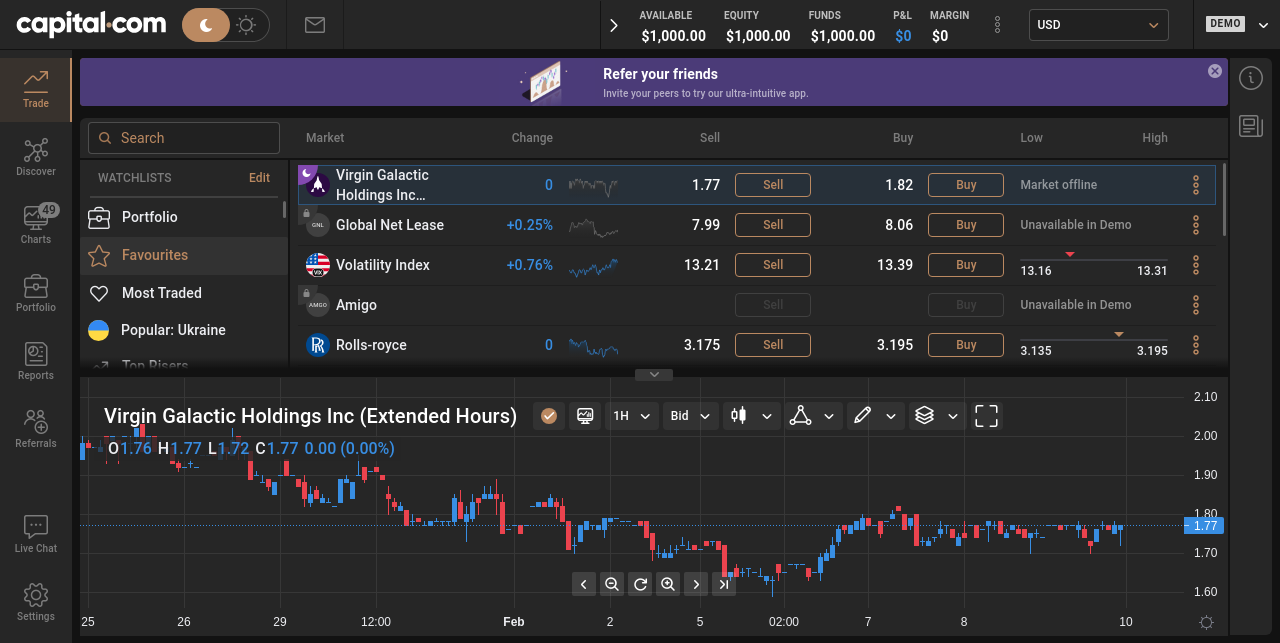 capital.com
AVAILABLE EQUITY FUNDS P&L MARGIN
$1,000.00 $1,000.00 $1,000.00 $0 $0
USD
DEMO
Trade
Discover
49
Charts
Portfolio
Reports
Referrals
Live Chat
Settings
Refer your friends
Invite your peers to try our ultra-intuitive app.
Search
WATCHLISTS Edit
Portfolio
Favourites
Most Traded
Popular: Ukraine
Top Risers
Market Change Sell Buy Low High
Virgin Galactic
Holdings Inc... 0 1.77 Sell 1.82 Buy Market offline
GNL Global Net Lease +0.25% 7.99 Sell 8.06 Buy Unavailable in Demo
VIX Volatility Index +0.76% 13.21 Sell 13.39 Buy 13.16 13.31
AMIGO Amigo Sell Buy Unavailable in Demo
RR Rolls-royce 0 3.175 Sell 3.195 Buy 3.135 3.195
Virgin Galactic Holdings Inc (Extended Hours) 1H Bid
O1.76 H1.77 L1.72 C1.77 0.00 (0.00%)
2.10
2.00
1.90
1.80
1.77
1.70
1.60
25 26 29 12:00 Feb 2 5 02:00 7 8 10